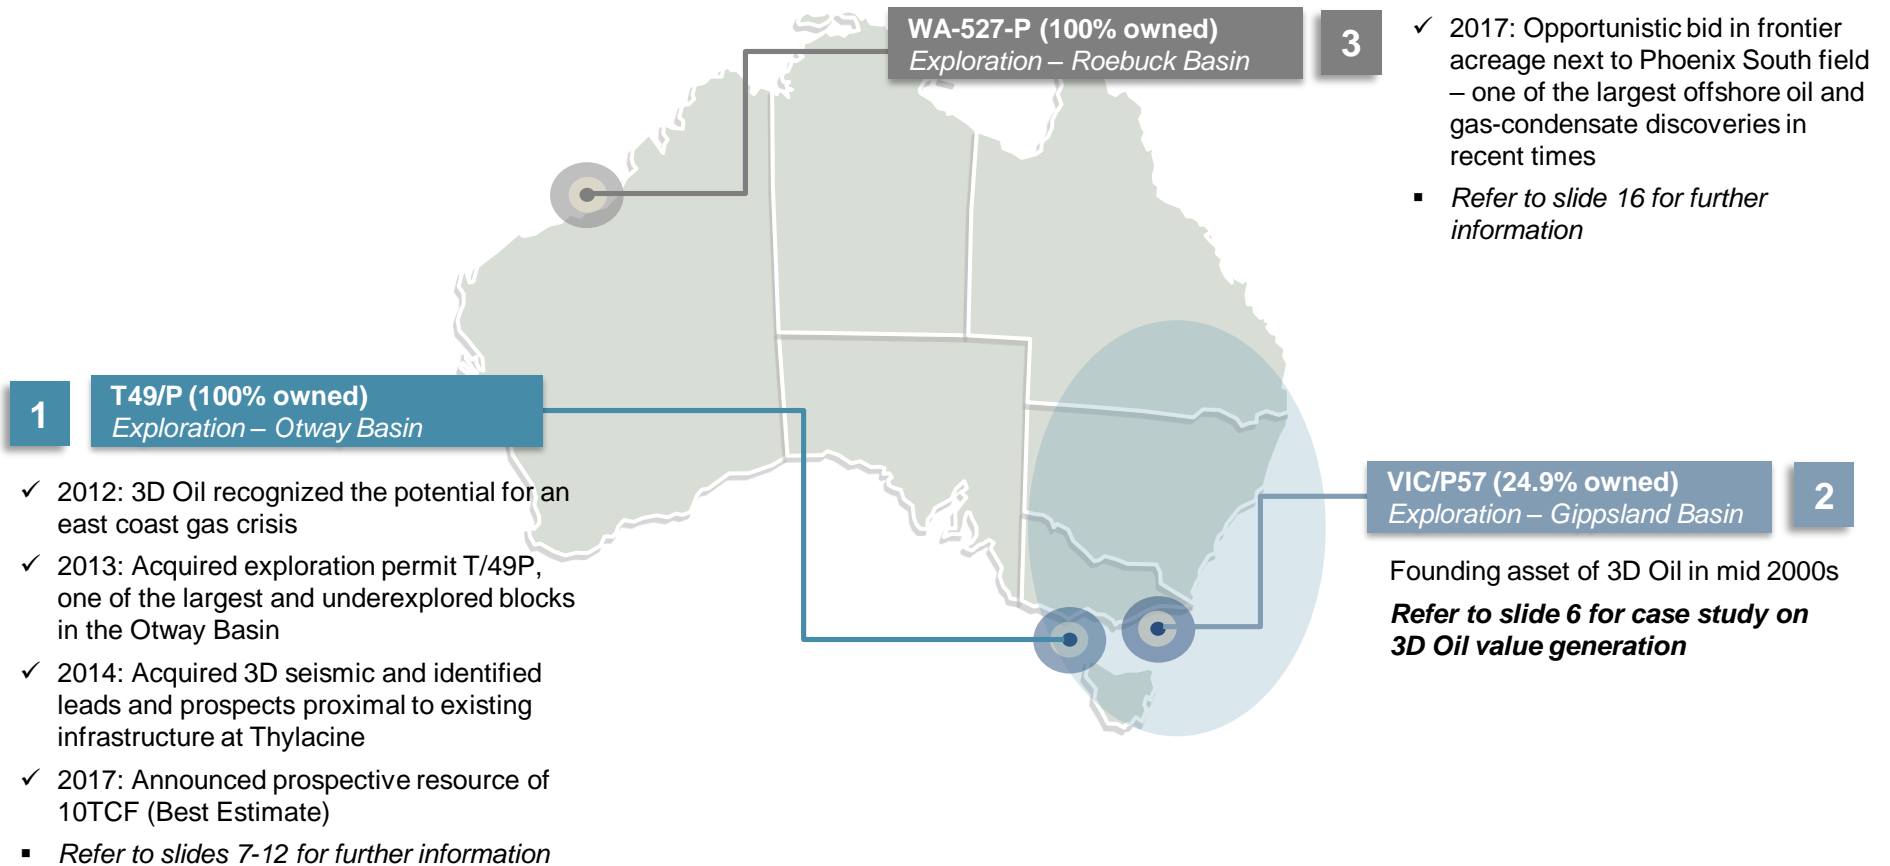 WA-527-P (100% owned)
Exploration – Roebuck Basin
3
✓ 2017: Opportunistic bid in frontier
acreage next to Phoenix South field
– one of the largest offshore oil and
gas-condensate discoveries in
recent times
▪ Refer to slide 16 for further
information
1
T49/P (100% owned)
Exploration – Otway Basin
✓ 2012: 3D Oil recognized the potential for an
east coast gas crisis
✓ 2013: Acquired exploration permit T/49P,
one of the largest and underexplored blocks
in the Otway Basin
✓ 2014: Acquired 3D seismic and identified
leads and prospects proximal to existing
infrastructure at Thylacine
✓ 2017: Announced prospective resource of
10TCF (Best Estimate)
▪ Refer to slides 7-12 for further information
VIC/P57 (24.9% owned)
Exploration – Gippsland Basin
2
Founding asset of 3D Oil in mid 2000s
Refer to slide 6 for case study on
3D Oil value generation